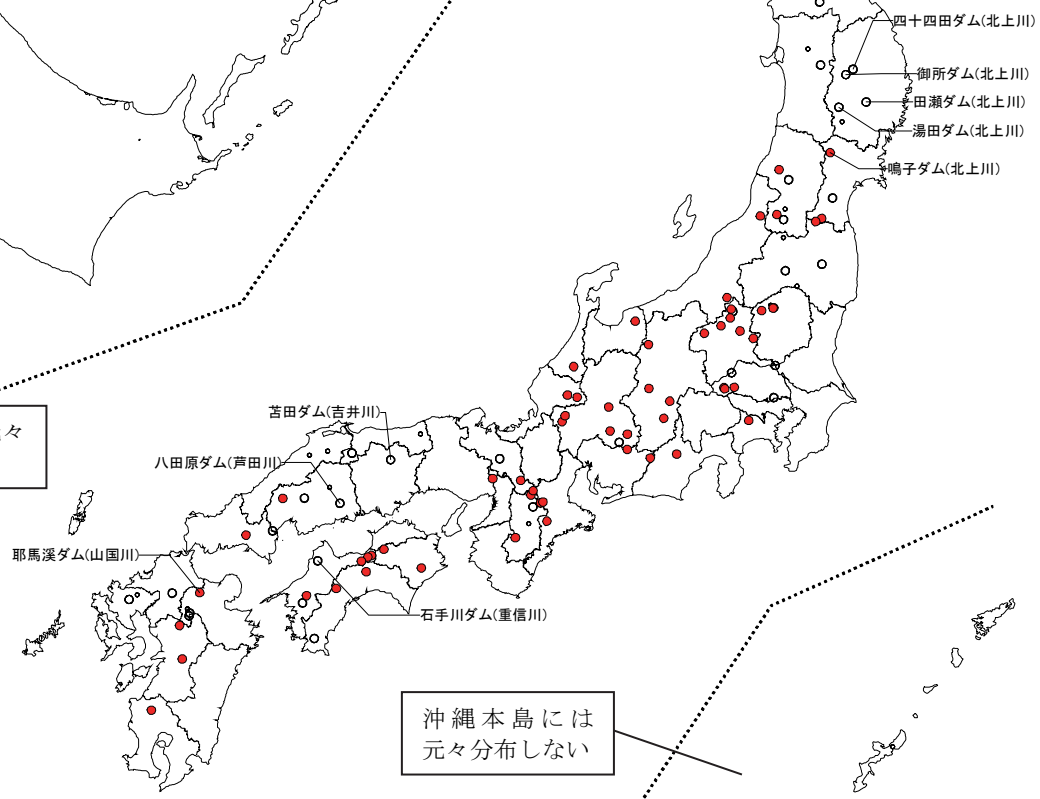 四十四田ダム(北上川)
御所ダム(北上川)
田瀬ダム(北上川)
湯田ダム(北上川)
鳴子ダム(北上川)
々
苫田ダム(吉井川)
八田原ダム(芦田川)
耶馬溪ダム(山国川)
石手川ダム(重信川)
沖縄本島には
元々分布しない